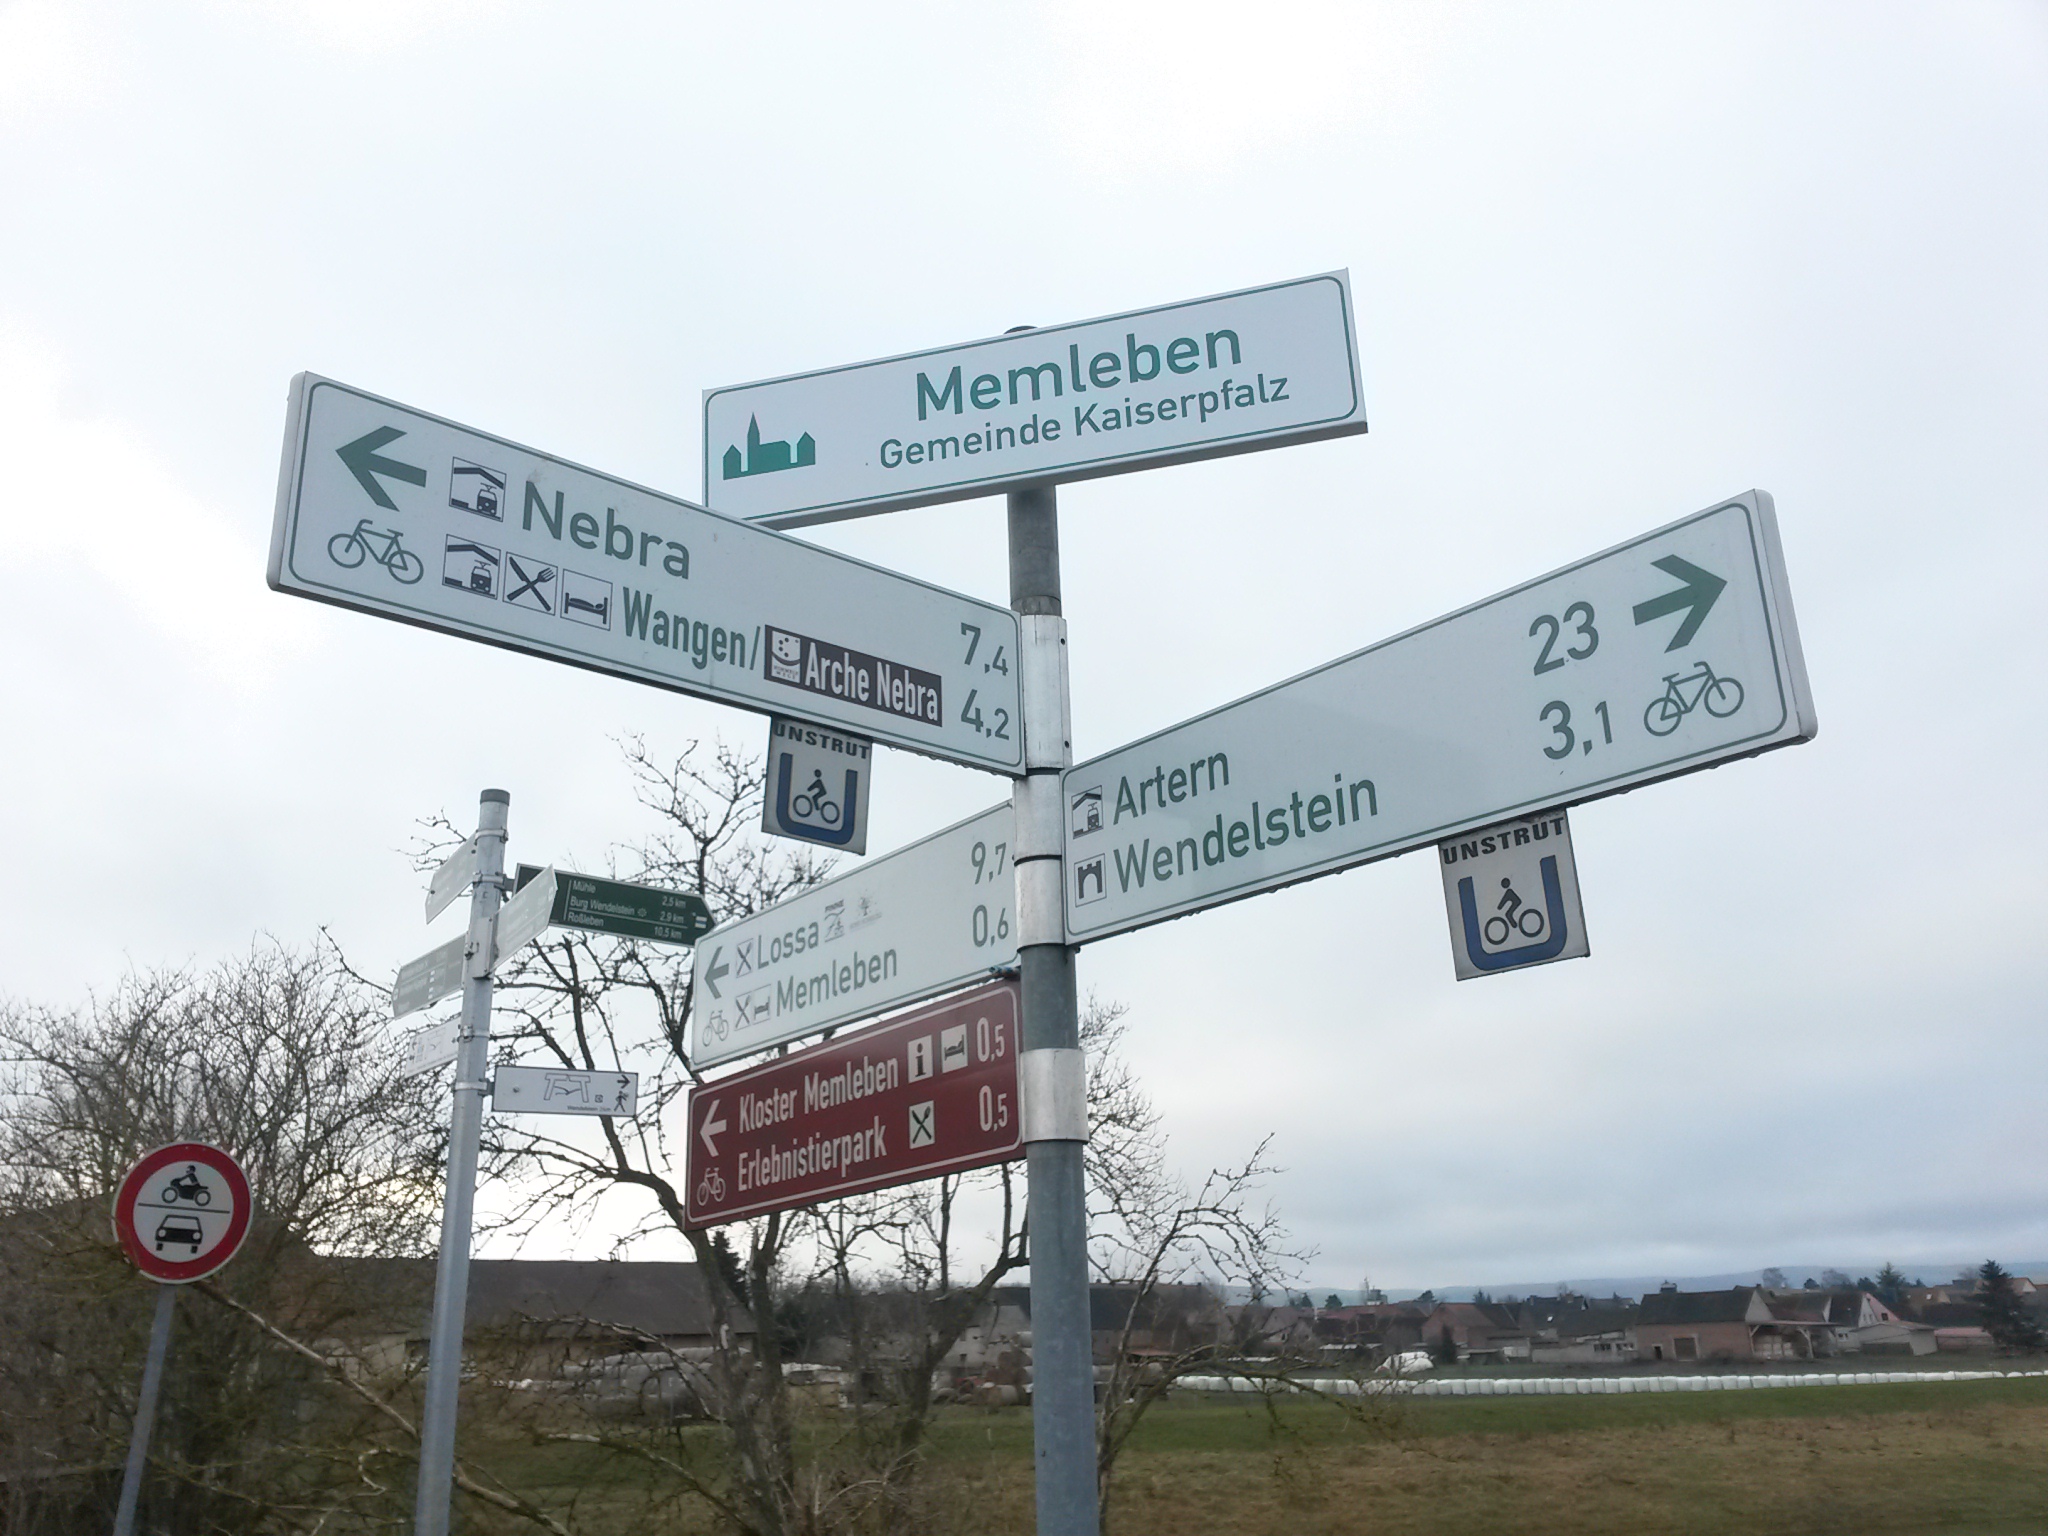 Memleben
Gemeinde Kaiserpfalz
Nebra 7,4
Wangen/Arche Nebra 4,2
UNSTRUT
23
Artern
3,1
Wendelstein
UNSTRUT
Lossa 9,7
Memleben 0,6
Kloster Memleben i 0,5
Erlebnistierpark 0,5
Mühle 2,5 km
Burg Wendelstein 2,9 km
Roßleben 10,5 km